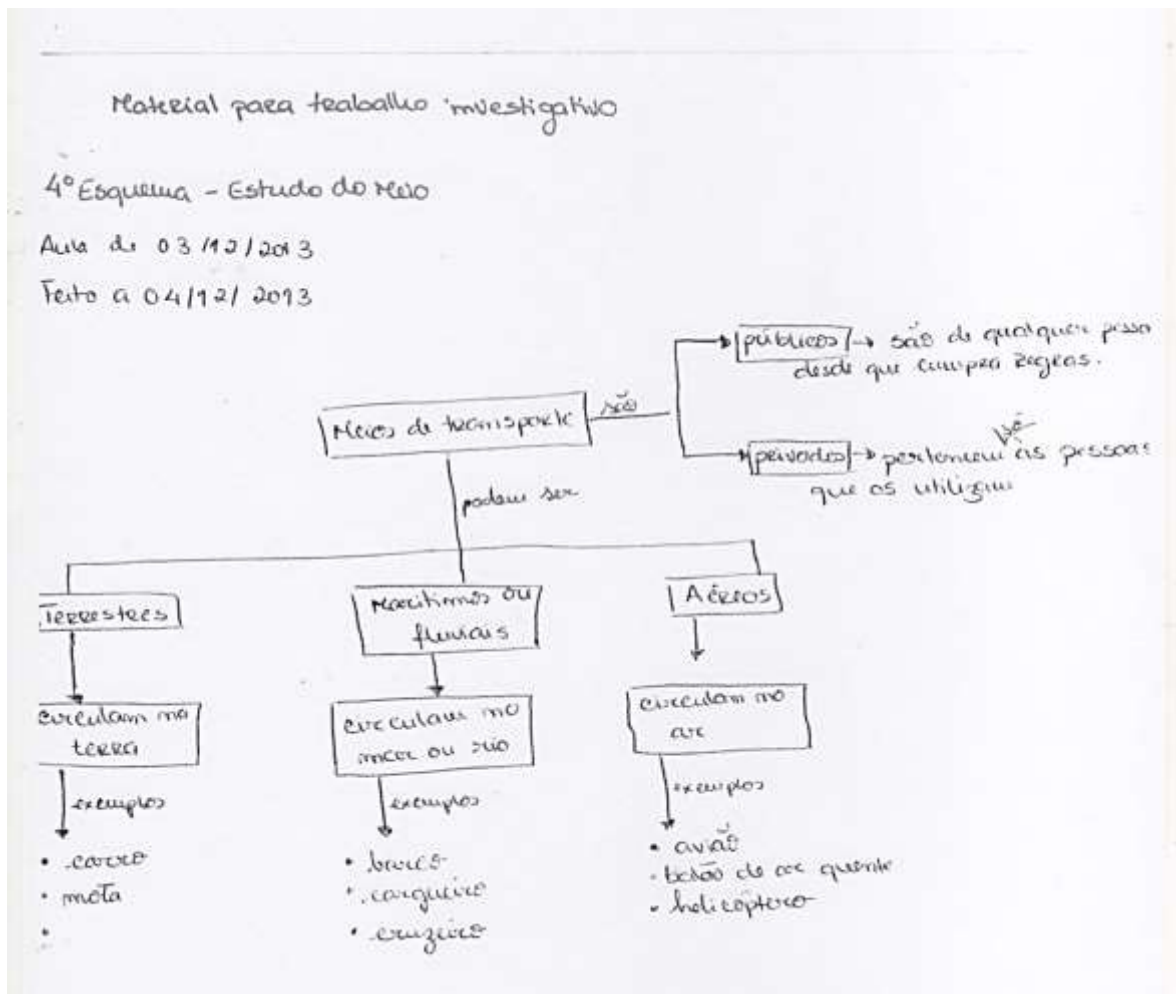 Material para trabalho investigativo
4º Esquema - Estudo do Meio
Aula de 03/12/2013
Feito a 04/12/2013
públicos → são de qualquer pessoa
desde que cumpra regras.
Meios de transporte
são
privados → pertencem só às pessoas
que os utilizam
podem ser
Terrestres
Marítimos ou
fluviais
Aéreos
circulam na
terra
circulam no
mar ou rio
circulam no
ar
exemplos
exemplos
exemplos
• carro
• mota
•
• barco
• cargueiro
• cruzeiro
• avião
• balão de ar quente
• helicóptero